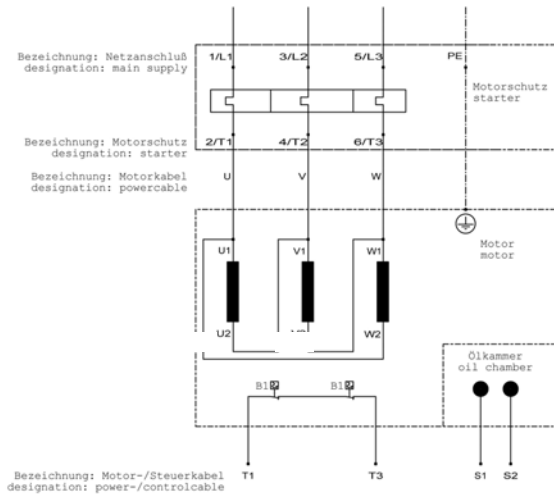 Bezeichnung: Netzanschluß
designation: main supply
1/L1 3/L2 5/L3 PE
Motorschutz
starter
Bezeichnung: Motorschutz
designation: starter
2/T1 4/T2 6/T3
Bezeichnung: Motorkabel
designation: powercable
U V W
Motor
motor
U1 V1 W1
U2 W2
Ölkammer
oil chamber
B1 B1
Bezeichnung: Motor-/Steuerkabel
designation: power-/controlcable
T1 T3 S1 S2